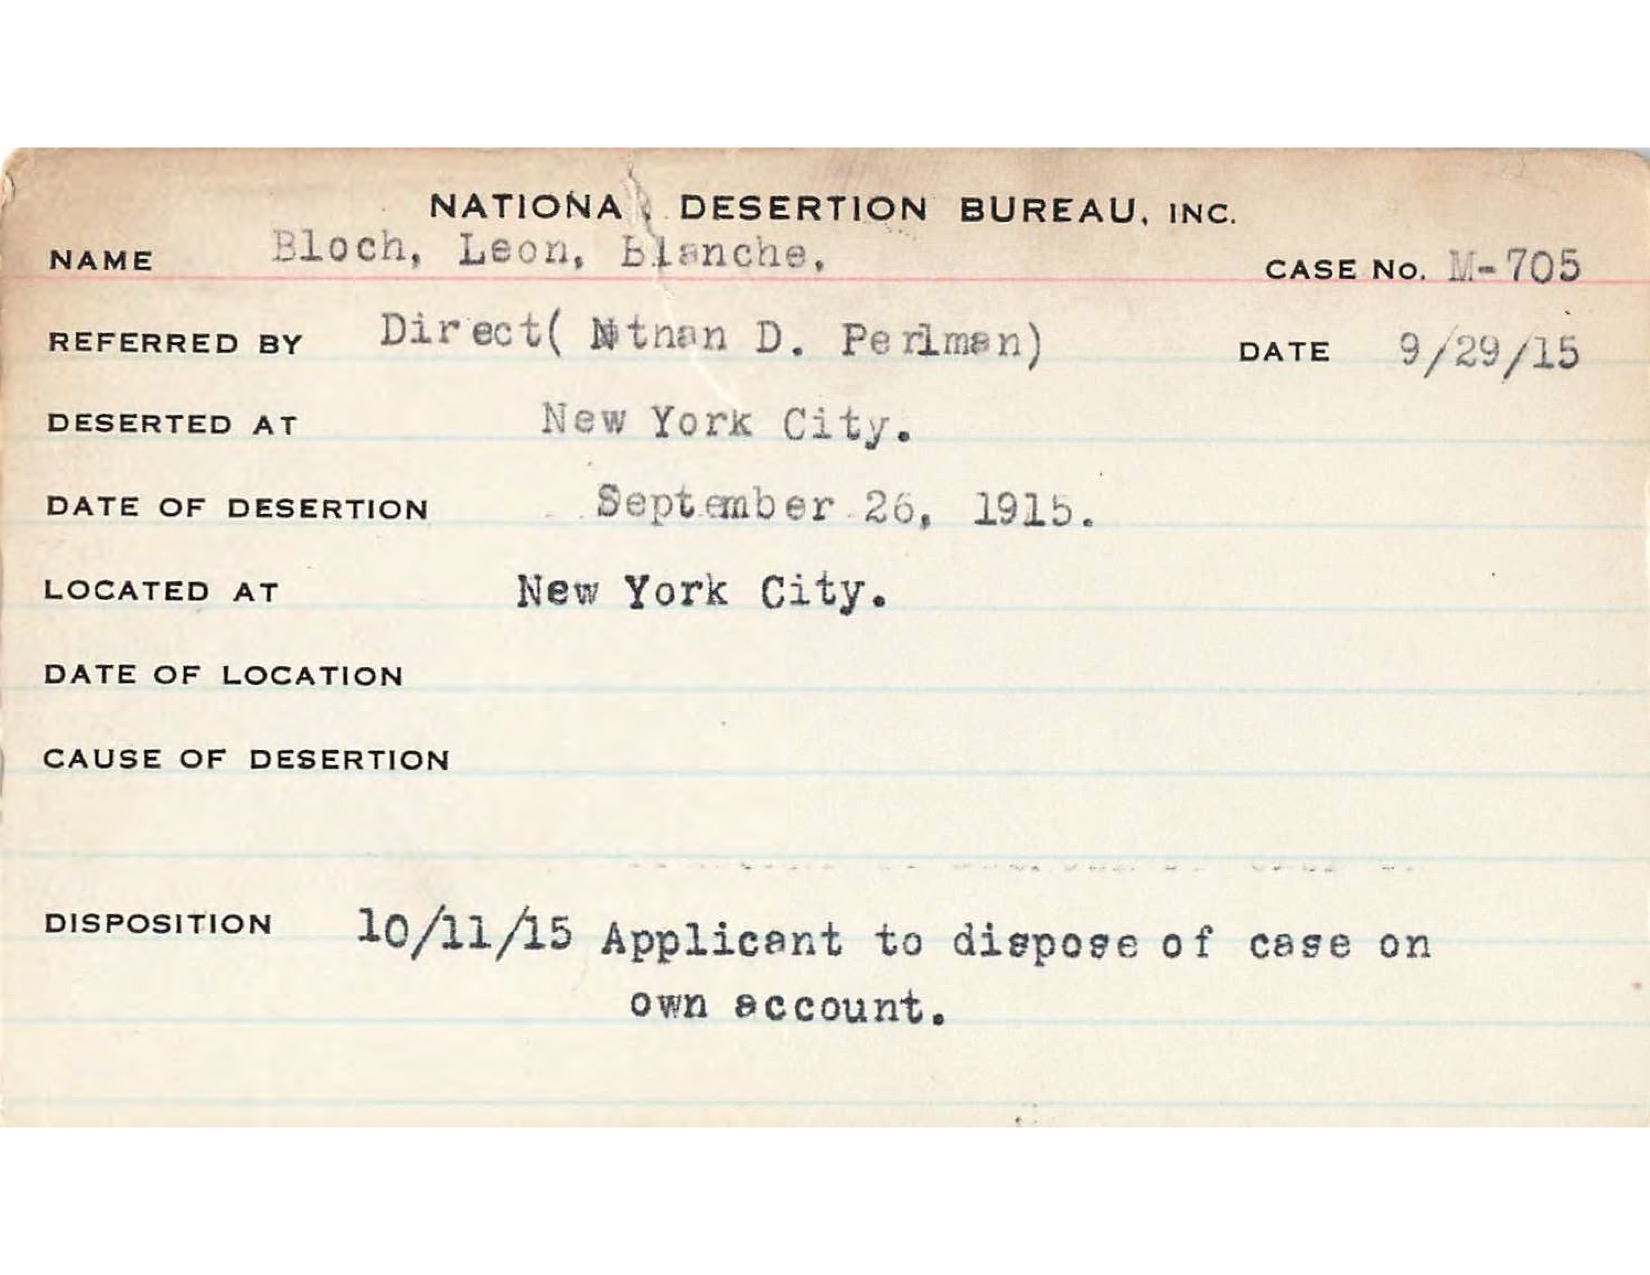 NATIONA DESERTION BUREAU, INC.
NAME Bloch, Leon, Blanche. CASE No. M-705
REFERRED BY Direct( Ntnan D. Perlman) DATE 9/29/15
DESERTED AT New York City.
DATE OF DESERTION September 26, 1915.
LOCATED AT New York City.
DATE OF LOCATION
CAUSE OF DESERTION
DISPOSITION 10/11/15 Applicant to dispose of case on
own account.